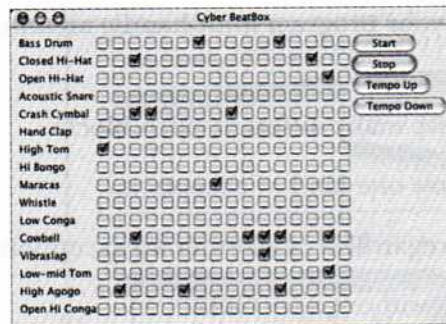 Cyber BeatBox
Bass Drum
Start
Closed Hi-Hat
Stop
Open Hi-Hat
Tempo Up
Acoustic Snare
Tempo Down
Crash Cymbal
Hand Clap
High Tom
Hi Bongo
Maracas
Whistle
Low Conga
Cowbell
Vibraslap
Low-mid Tom
High Agogo
Open Hi Conga